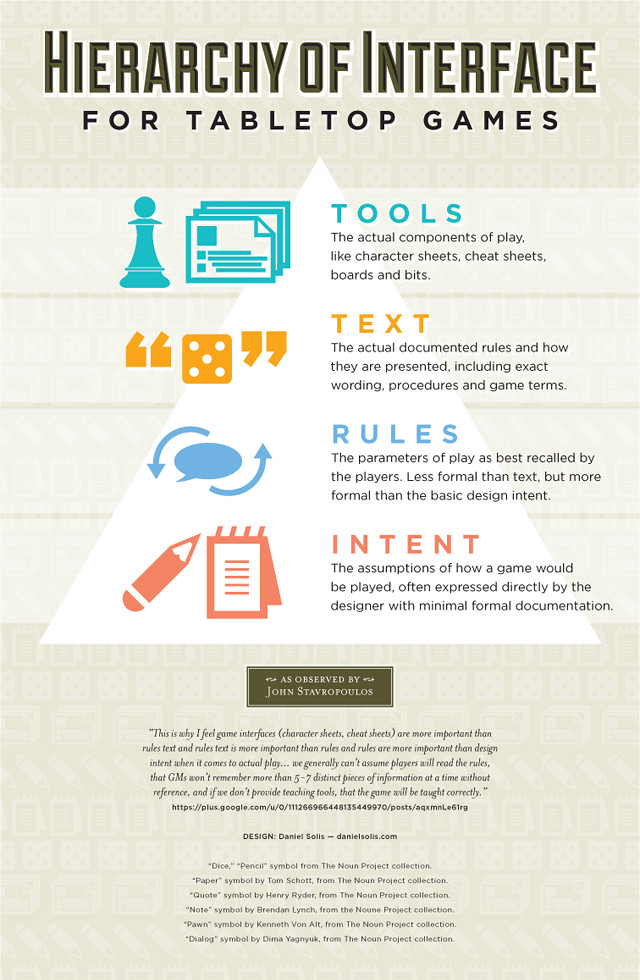 HIERARCHY OF INTERFACE
FOR TABLETOP GAMES
TOOLS
The actual components of play,
like character sheets, cheat sheets,
boards and bits.
TEXT
The actual documented rules and how
they are presented, including exact
wording, procedures and game terms.
RULES
The parameters of play as best recalled by
the players. Less formal than text, but more
formal than the basic design intent.
INTENT
The assumptions of how a game would
be played, often expressed directly by the
designer with minimal formal documentation.
AS OBSERVED BY
JOHN STAVROPOULOS
"This is why I feel game interfaces (character sheets, cheat sheets) are more important than
rules text and rules text is more important than rules and rules are more important than design
intent when it comes to actual play... we generally can't assume players will read the rules,
that GMs won't remember more than 5–7 distinct pieces of information at a time without
reference, and if we don't provide teaching tools, that the game will be taught correctly."
https://plus.google.com/u/0/111266966448135449970/posts/aqxmnLe61rg
DESIGN: Daniel Solis — danielsolis.com
"Dice," "Pencil" symbol from The Noun Project collection.
"Paper" symbol by Tom Schott, from The Noun Project collection.
"Quote" symbol by Henry Ryder, from The Noun Project collection.
"Note" symbol by Brendan Lynch, from the Noune Project collection.
"Pawn" symbol by Kenneth Von Alt, from The Noun Project collection.
"Dialog" symbol by Dima Yagnyuk, from The Noun Project collection.